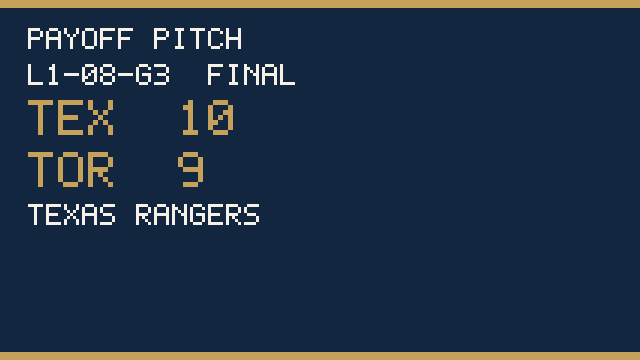 PAYOFF PITCH
L1-08-G3  FINAL
TEX  10
TOR  9
TEXAS RANGERS